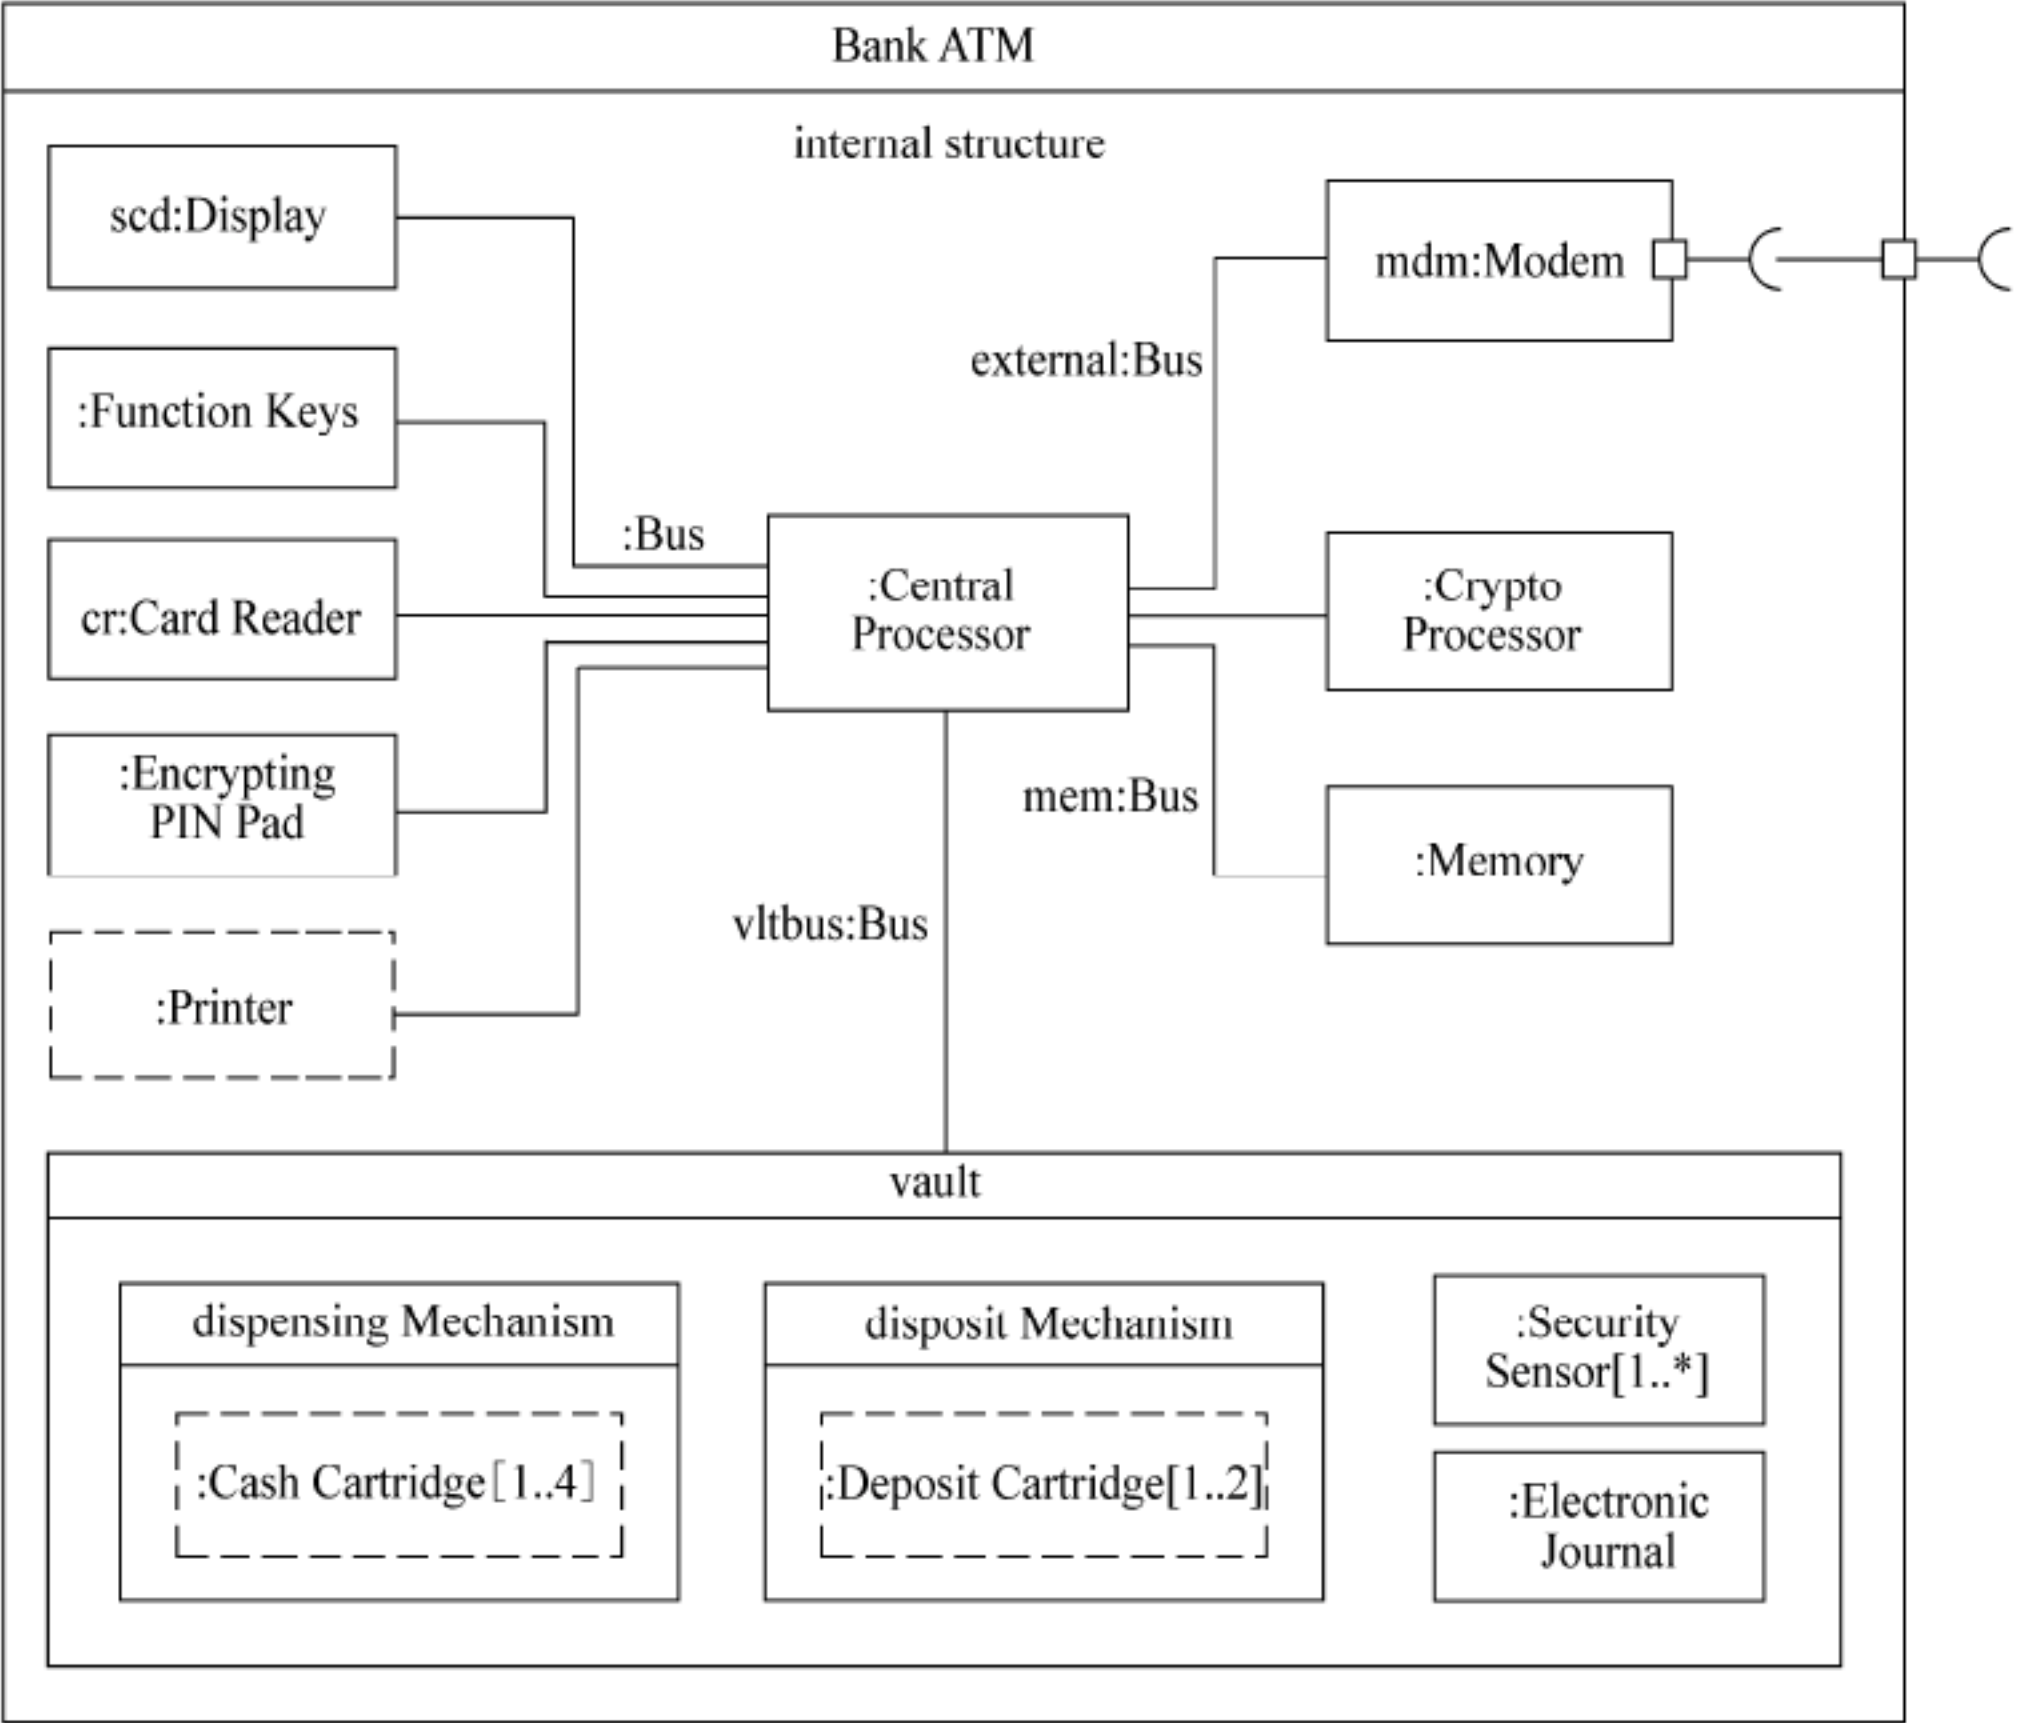 Bank ATM
internal structure
scd:Display
:Function Keys
cr:Card Reader
:Encrypting
PIN Pad
:Printer
:Bus
:Central
Processor
external:Bus
mdm:Modem
:Crypto
Processor
mem:Bus
:Memory
vltbus:Bus
vault
dispensing Mechanism
:Cash Cartridge[1..4]
disposit Mechanism
:Deposit Cartridge[1..2]
:Security
Sensor[1..*]
:Electronic
Journal